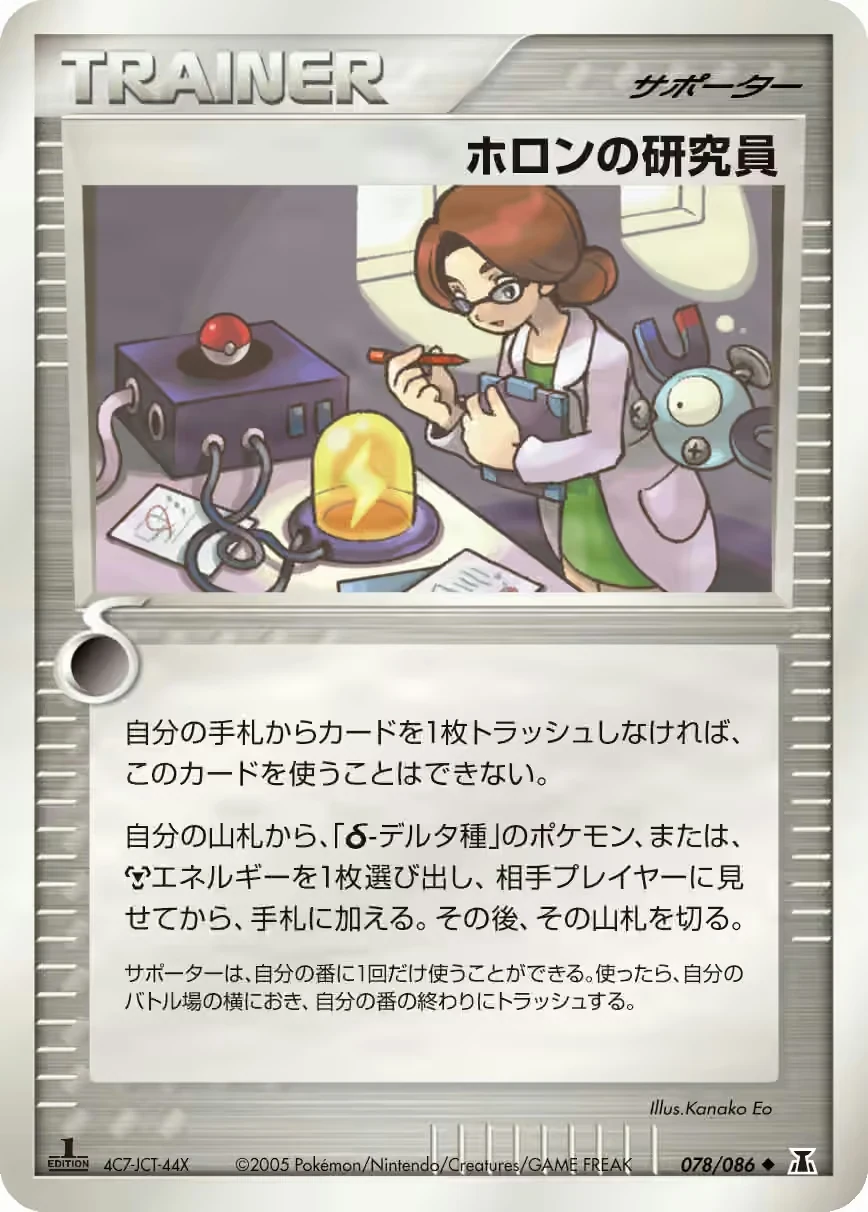 TRAINER
サポーター
ホロンの研究員
自分の手札からカードを1枚トラッシュしなければ、
このカードを使うことはできない。
自分の山札から、「δ-デルタ種」のポケモン、または、
エネルギーを1枚選び出し、相手プレイヤーに見
せてから、手札に加える。その後、その山札を切る。
サポーターは、自分の番に1回だけ使うことができる。使ったら、自分の
バトル場の横におき、自分の番の終わりにトラッシュする。
Illus.Kanako Eo
1 EDITION 4C7-JCT-44X ©2005 Pokémon/Nintendo/Creatures/GAME FREAK 078/086 ◆